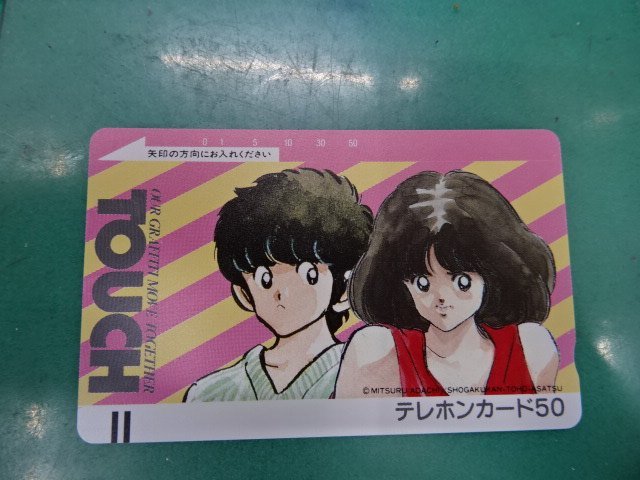 0 1 5 10 30 50
矢印の方向にお入れください
TOUCH
OUR GRAFFITI MOVE TOGETHER
©MITSURU ADACHI・SHOGAKUKAN・TOHO・ASATSU
テレホンカード50